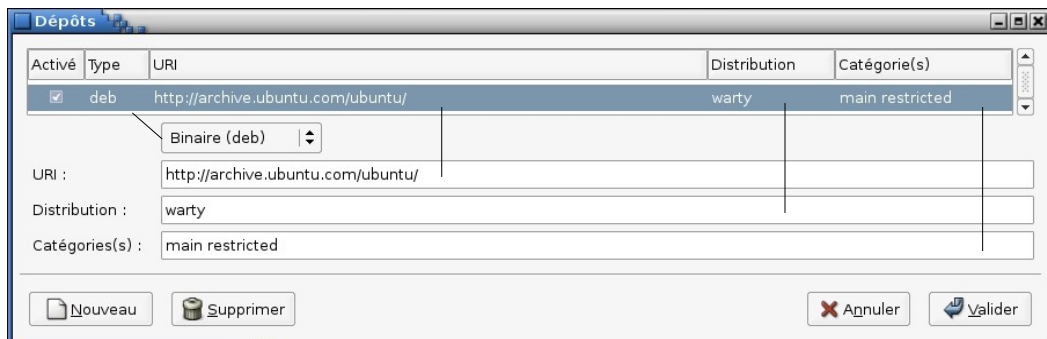 Dépôts
Activé Type URI Distribution Catégorie(s)
deb http://archive.ubuntu.com/ubuntu/ warty main restricted
Binaire (deb)
URI : http://archive.ubuntu.com/ubuntu/
Distribution : warty
Catégories(s) : main restricted
Nouveau Supprimer Annuler Valider